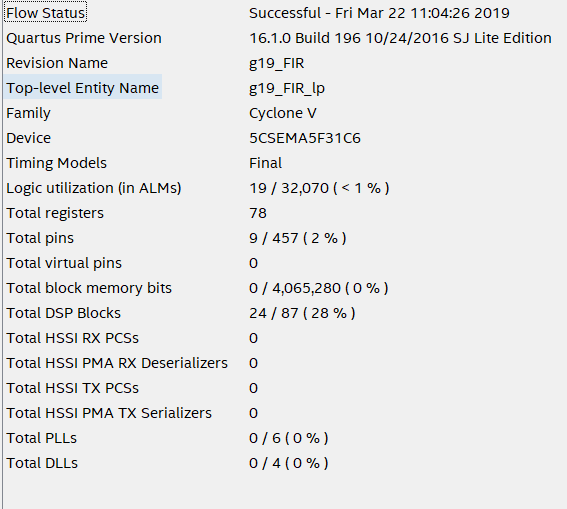 Flow Status Successful - Fri Mar 22 11:04:26 2019
Quartus Prime Version 16.1.0 Build 196 10/24/2016 SJ Lite Edition
Revision Name g19_FIR
Top-level Entity Name g19_FIR_lp
Family Cyclone V
Device 5CSEMA5F31C6
Timing Models Final
Logic utilization (in ALMs) 19 / 32,070 ( < 1 % )
Total registers 78
Total pins 9 / 457 ( 2 % )
Total virtual pins 0
Total block memory bits 0 / 4,065,280 ( 0 % )
Total DSP Blocks 24 / 87 ( 28 % )
Total HSSI RX PCSs 0
Total HSSI PMA RX Deserializers 0
Total HSSI TX PCSs 0
Total HSSI PMA TX Serializers 0
Total PLLs 0 / 6 ( 0 % )
Total DLLs 0 / 4 ( 0 % )